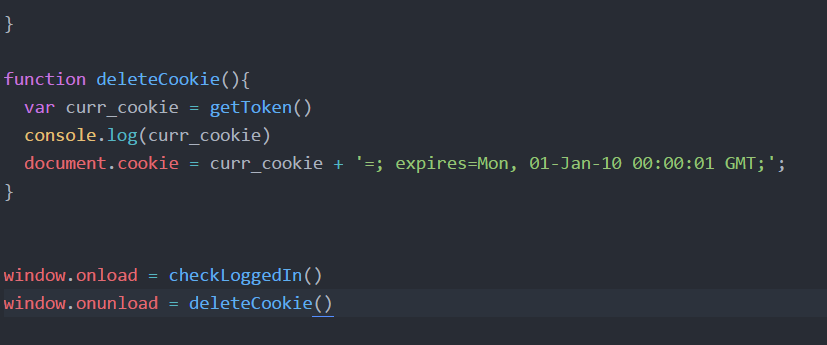 }
function deleteCookie(){
  var curr_cookie = getToken()
  console.log(curr_cookie)
  document.cookie = curr_cookie + '=; expires=Mon, 01-Jan-10 00:00:01 GMT;';
}
window.onload = checkLoggedIn()
window.onunload = deleteCookie()